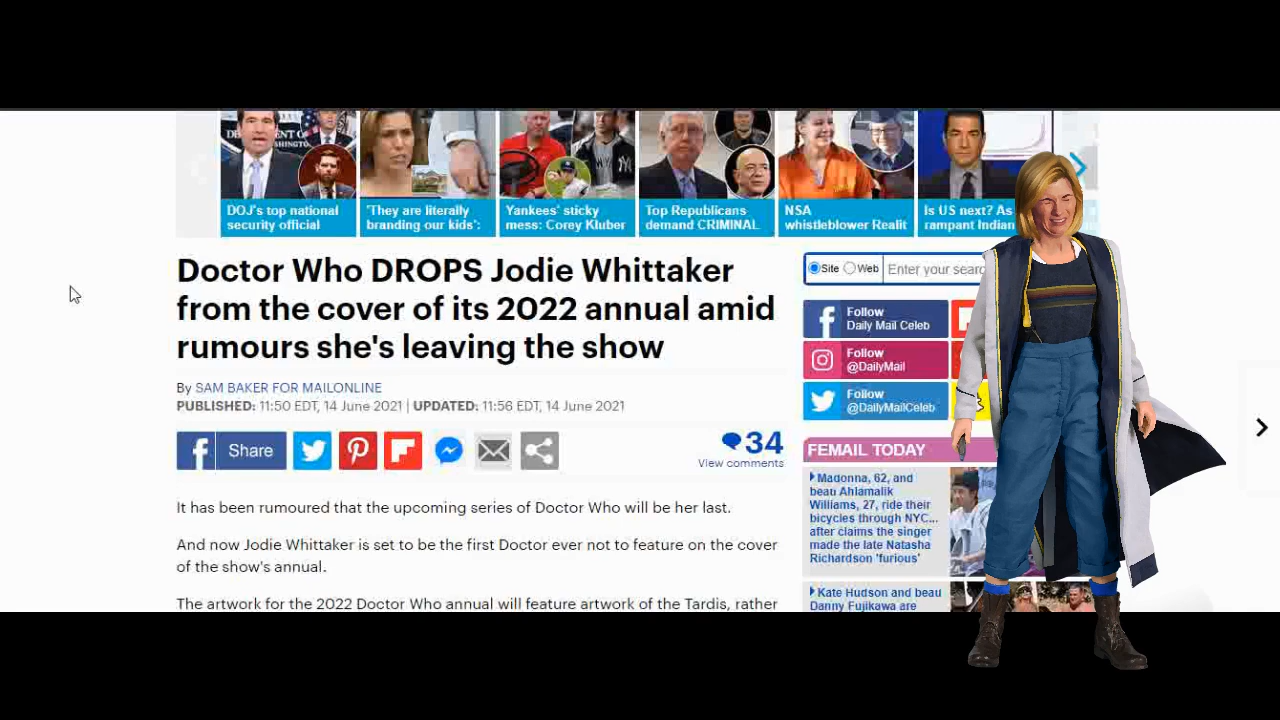 DOJ's top national
security official
'They are literally
branding our kids':
Yankees' sticky
mess: Corey Kluber
Top Republicans
demand CRIMINAL
NSA
whistleblower Realit
Is US next? As
rampant Indian
Doctor Who DROPS Jodie Whittaker
from the cover of its 2022 annual amid
rumours she's leaving the show
By SAM BAKER FOR MAILONLINE
PUBLISHED: 11:50 EDT, 14 June 2021 | UPDATED: 11:56 EDT, 14 June 2021
Share
34
View comments
It has been rumoured that the upcoming series of Doctor Who will be her last.
And now Jodie Whittaker is set to be the first Doctor ever not to feature on the cover
of the show's annual.
The artwork for the 2022 Doctor Who annual will feature artwork of the Tardis, rather
Site Web Enter your
Follow
Daily Mail Celeb
Follow
@DailyMail
Follow
@DailyMailCeleb
FEMAIL TODAY
Madonna, 62, and
beau Ahlamalik
Williams, 27, ride their
bicycles through NYC...
after claims the singer
made the late Natasha
Richardson 'furious'
Kate Hudson and beau
Danny Fujikawa are